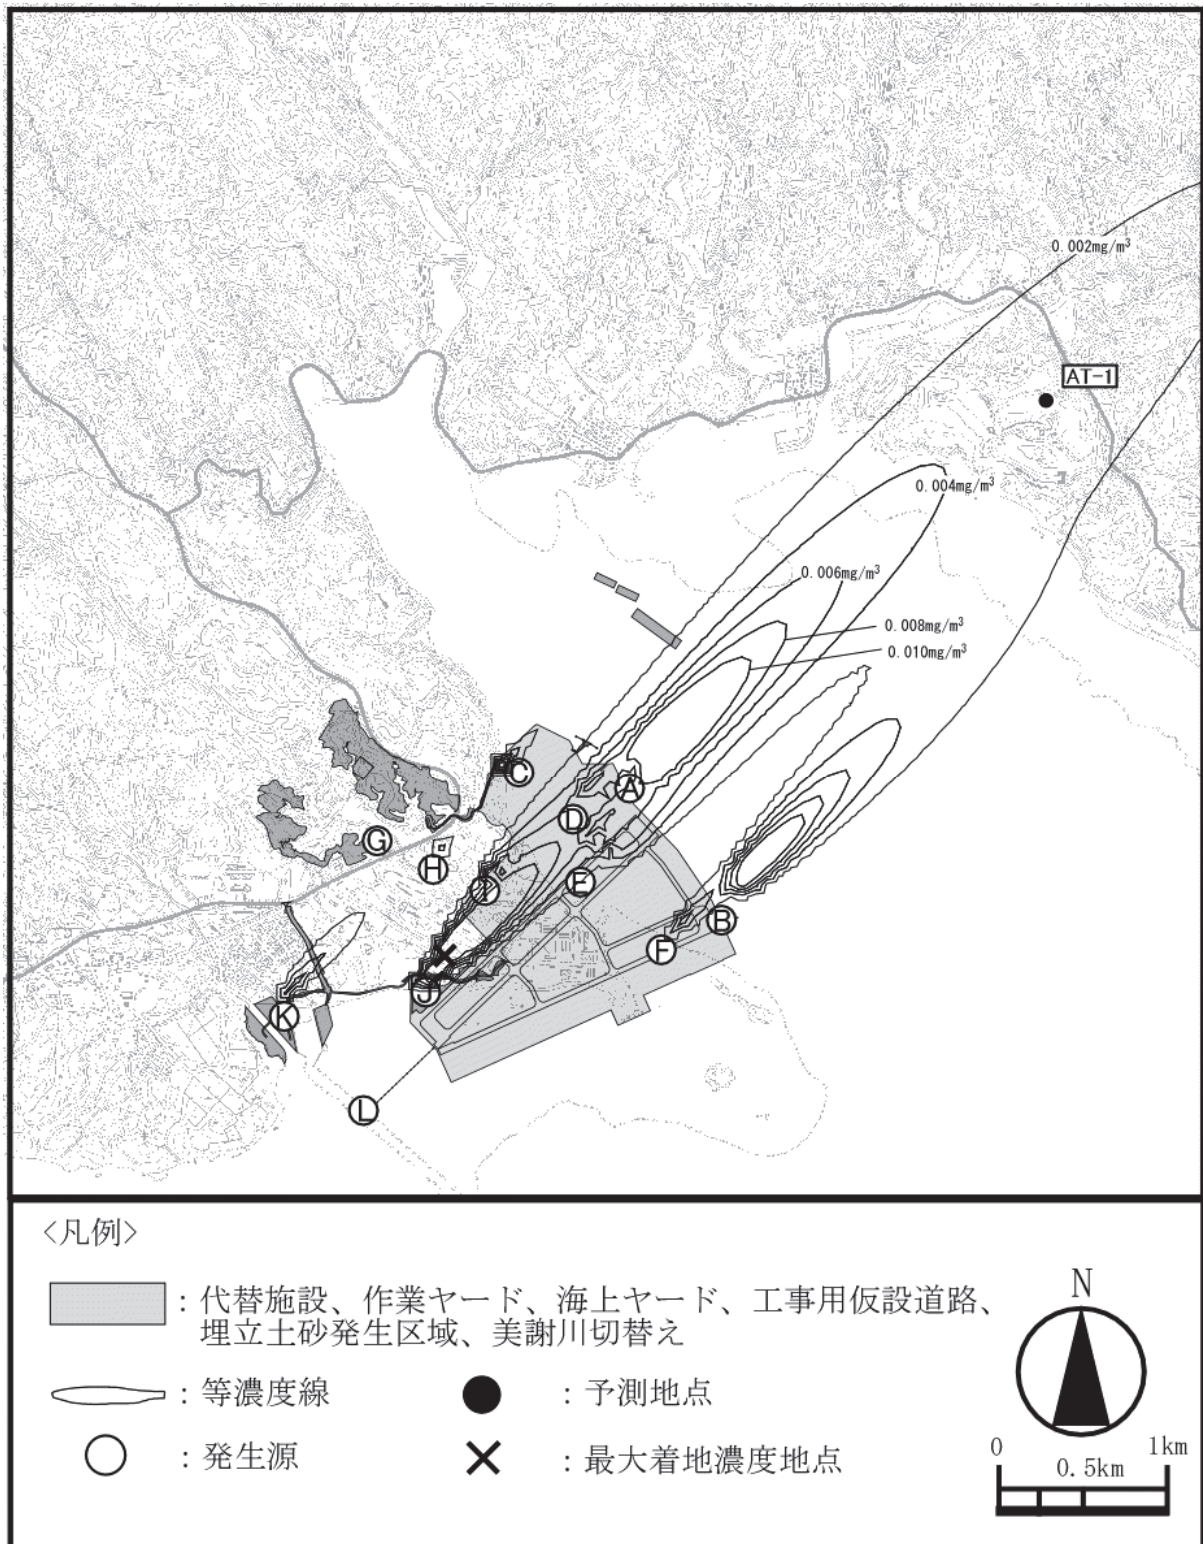 0.002mg/m³
AT-1
0.004mg/m³
0.006mg/m³
0.008mg/m³
0.010mg/m³
C
A
D
G
H
I
E
B
F
J
K
L
<凡例>
：代替施設、作業ヤード、海上ヤード、工事用仮設道路、
埋立土砂発生区域、美謝川切替え
：等濃度線
：予測地点
：発生源
：最大着地濃度地点
N
0
1km
0.5km